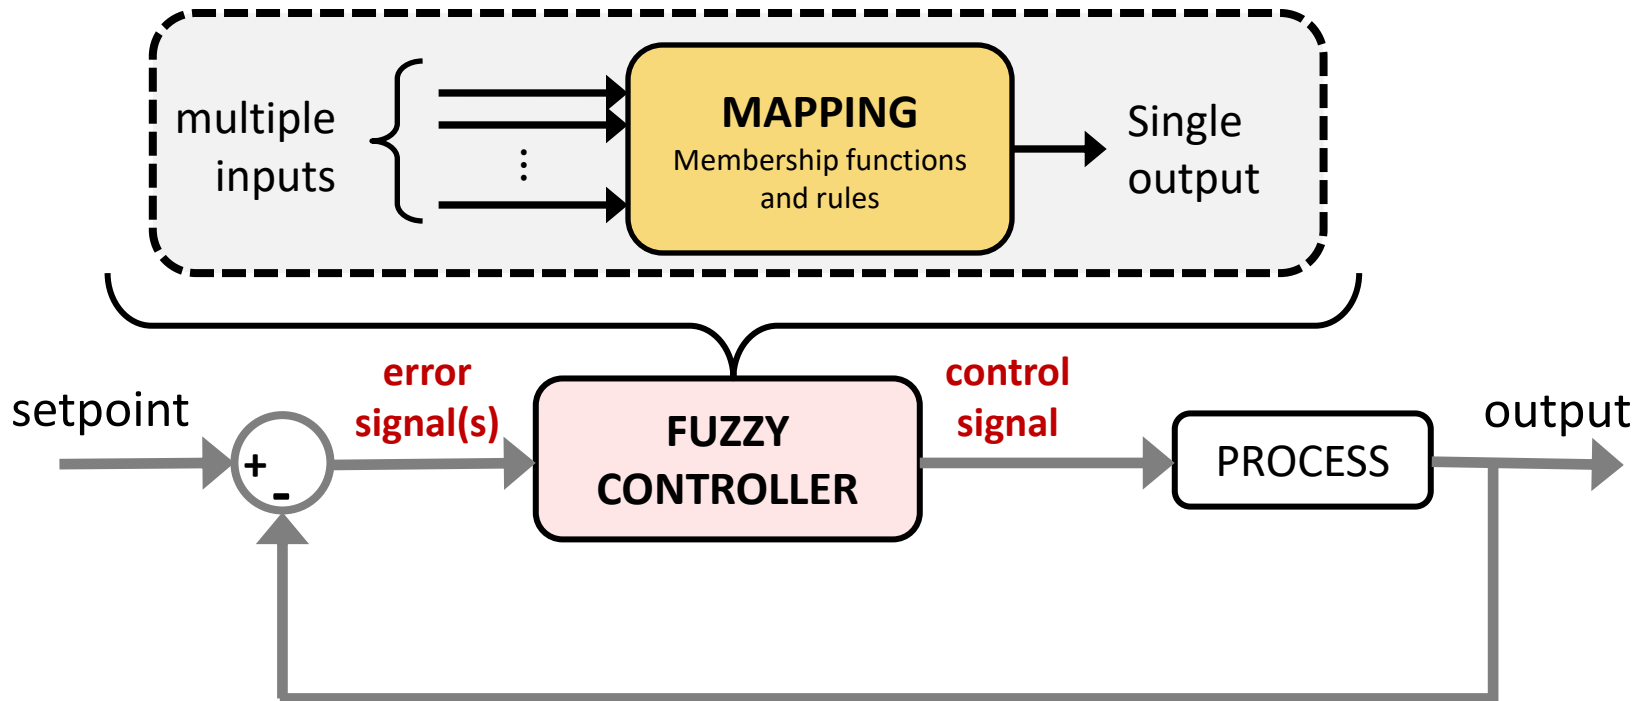 multiple
inputs
⋮
MAPPING
Membership functions
and rules
Single
output
setpoint
+
-
error
signal(s)
FUZZY
CONTROLLER
control
signal
PROCESS
output